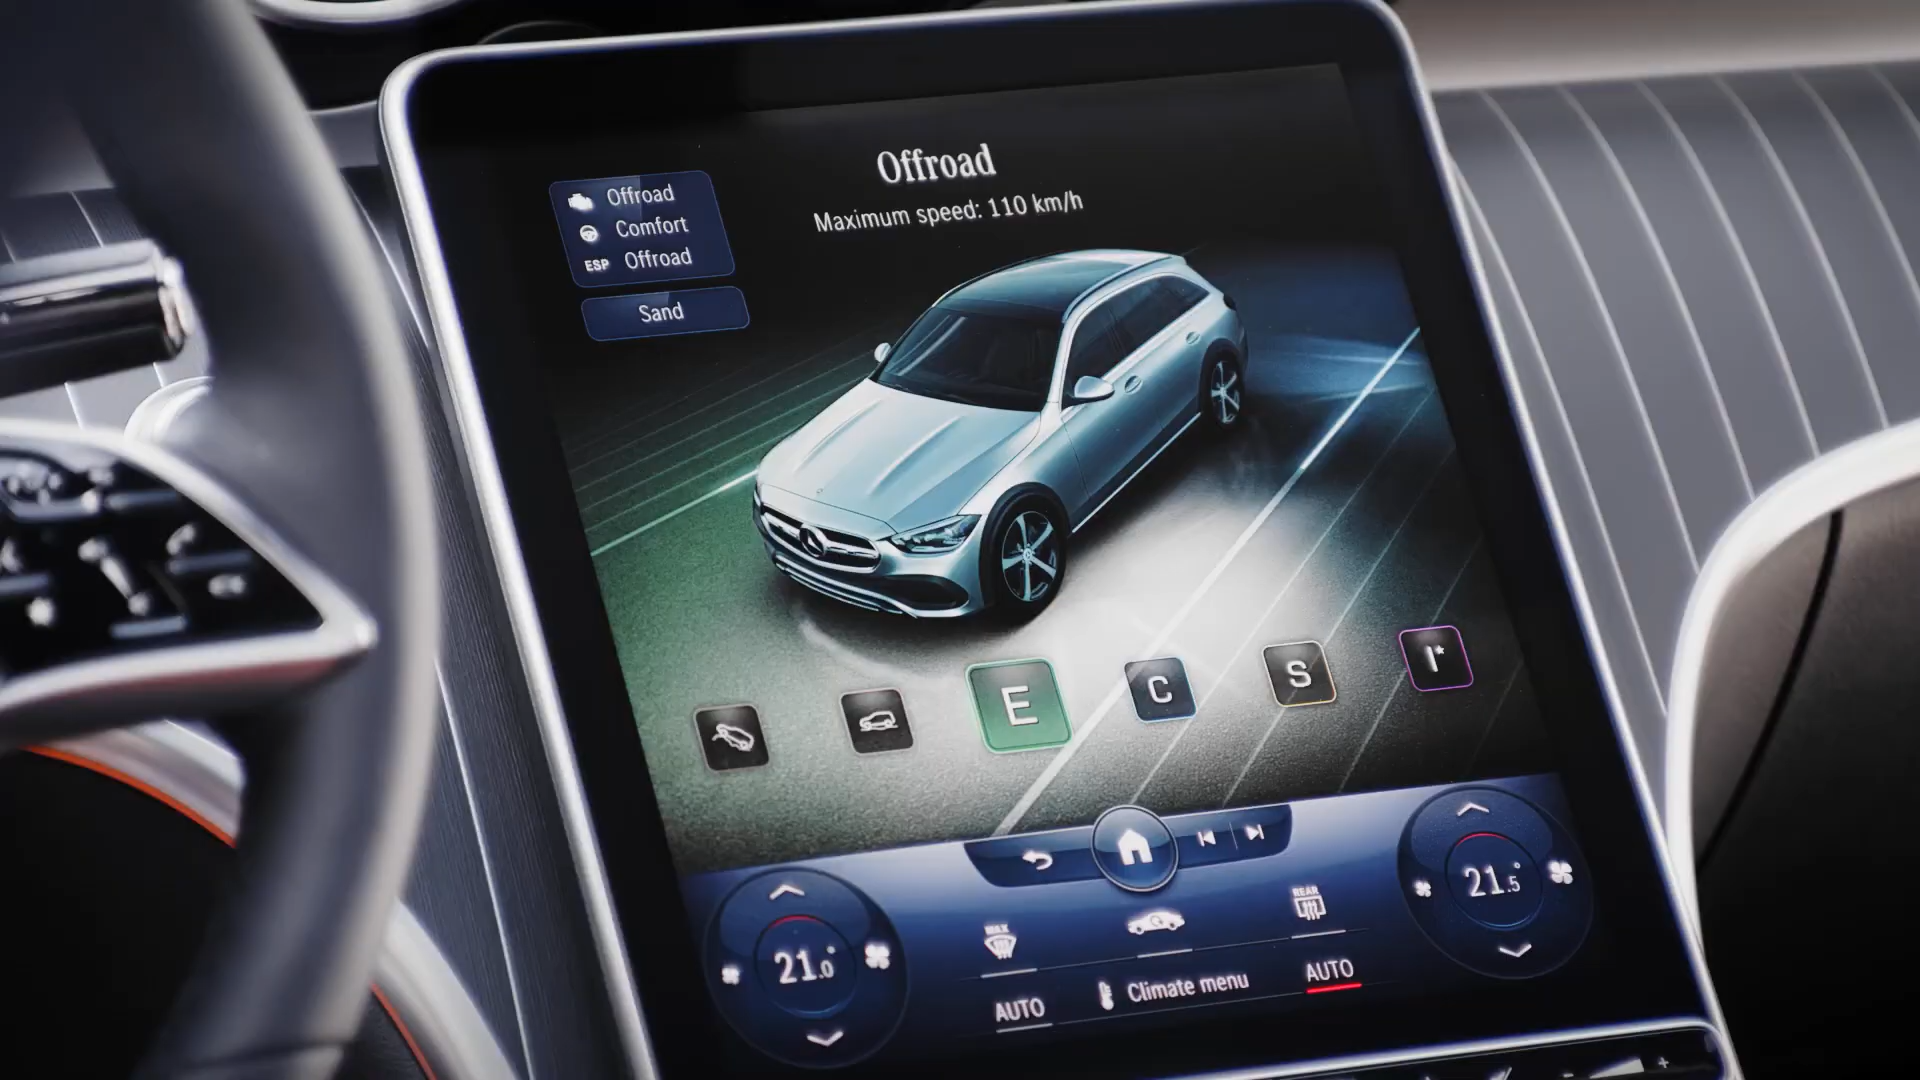 Offroad
Maximum speed: 110 km/h
Offroad
Comfort
ESP Offroad
Sand
E
C
S
I*
MAX
REAR
21.0°
21.5°
AUTO
Climate menu
AUTO